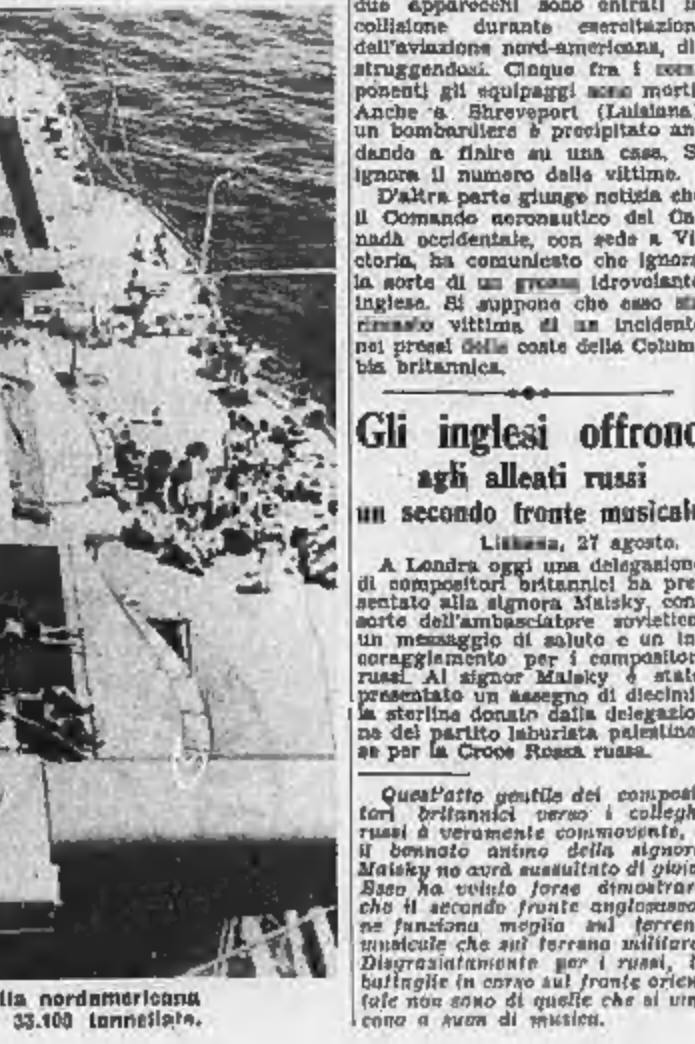 due apparecchi sono entrati in
collisione durante esercitazion
dell'aviazione nord-americana, di
struggendosi. Cinque fra i com
ponenti gli equipaggi sono morti
Anche a Shreveport (Luisiana)
un bombardiere è precipitato an
dando a finire su una casa. S
ignora il numero delle vittime.
D'altra parte giunge notizia che
il Comando aeronautico del Ca
nadà occidentale, con sede a Vi
ctoria, ha comunicato che ignora
la sorte di un grosso idrovolante
inglese. Si suppone che esso sia
rimasto vittima di un incidente
nei pressi delle coste della Colum
bia britannica.
Gli inglesi offrono
agli alleati russi
un secondo fronte musicale
Lisbona, 27 agosto.
A Londra oggi una delegazione
di compositori britannici ha pre
sentato alla signora Maisky, con
sorte dell'ambasciatore sovietico
un messaggio di saluto e un in
coraggiamento per i compositor
russi. Al signor Maisky è stato
presentato un assegno di diecimi
la sterline donato dalla delegazio
ne del partito laburista palestine
se per la Croce Rossa russa.
Quest'atto gentile dei composi
tori britannici verso i collegh
russi è veramente commovente,
il bennato animo della signora
Maisky ne avrà sussultato di gioia
Esso ha voluto forse dimostrar
che il secondo fronte anglosasso
ne funziona meglio sul terren
musicale che sul terreno militare
Disgraziatamente per i russi, l
battaglie in corso sul fronte orien
tale non sono di quelle che si vin
cono a suon di musica.
lia nordamericana
33.100 tonnellate.